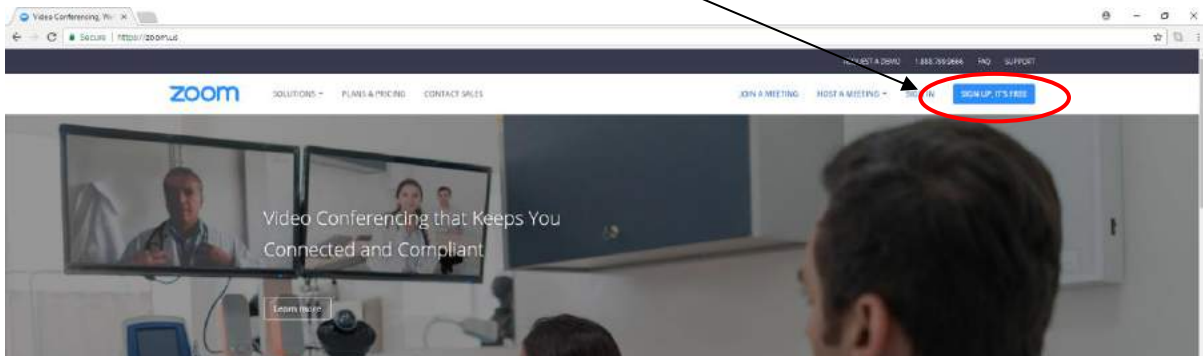 Video Conferencing, We
Secure | https://zoom.us
REQUEST A DEMO 1.888.799.9666 FAQ SUPPORT
zoom SOLUTIONS PLANS & PRICING CONTACT SALES JOIN A MEETING HOST A MEETING SIGN IN SIGN UP, IT'S FREE
Video Conferencing that Keeps You
Connected and Compliant
Learn more